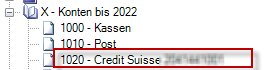 X - Konten bis 2022
1000 - Kassen
1010 - Post
1020 - Credit Suisse